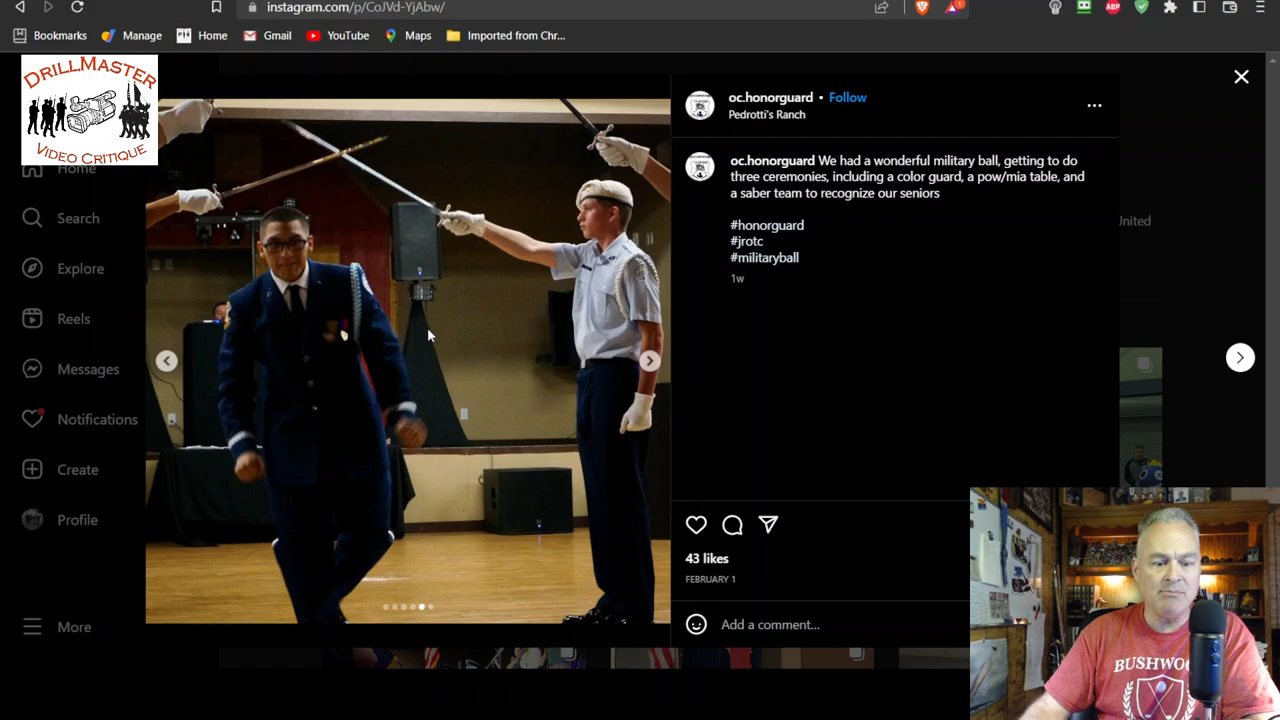 instagram.com/p/CoJVd-YjAbw/
1
Bookmarks Manage Home Gmail YouTube Maps Imported from Chr...
DRILLMASTER
VIDEO CRITIQUE
oc.honorguard • Follow
Pedrotti's Ranch
oc.honorguard We had a wonderful military ball, getting to do
three ceremonies, including a color guard, a pow/mia table, and
a saber team to recognize our seniors
#honorguard
#jrotc
#militaryball
1w
Home
Search
Explore
Reels
Messages
Notifications
Create
Profile
More
United
43 likes
FEBRUARY 1
Add a comment...